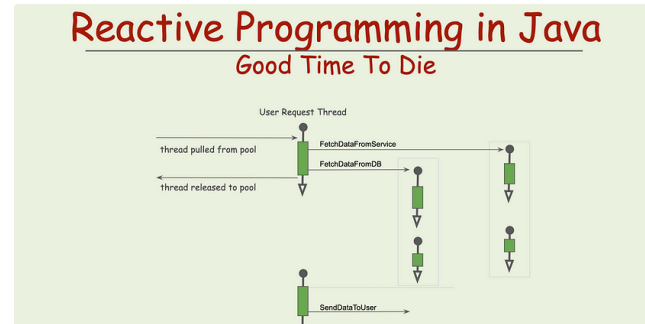 Reactive Programming in Java
Good Time To Die
User Request Thread
FetchDataFromService
thread pulled from pool
FetchDataFromDB
thread released to pool
SendDataToUser